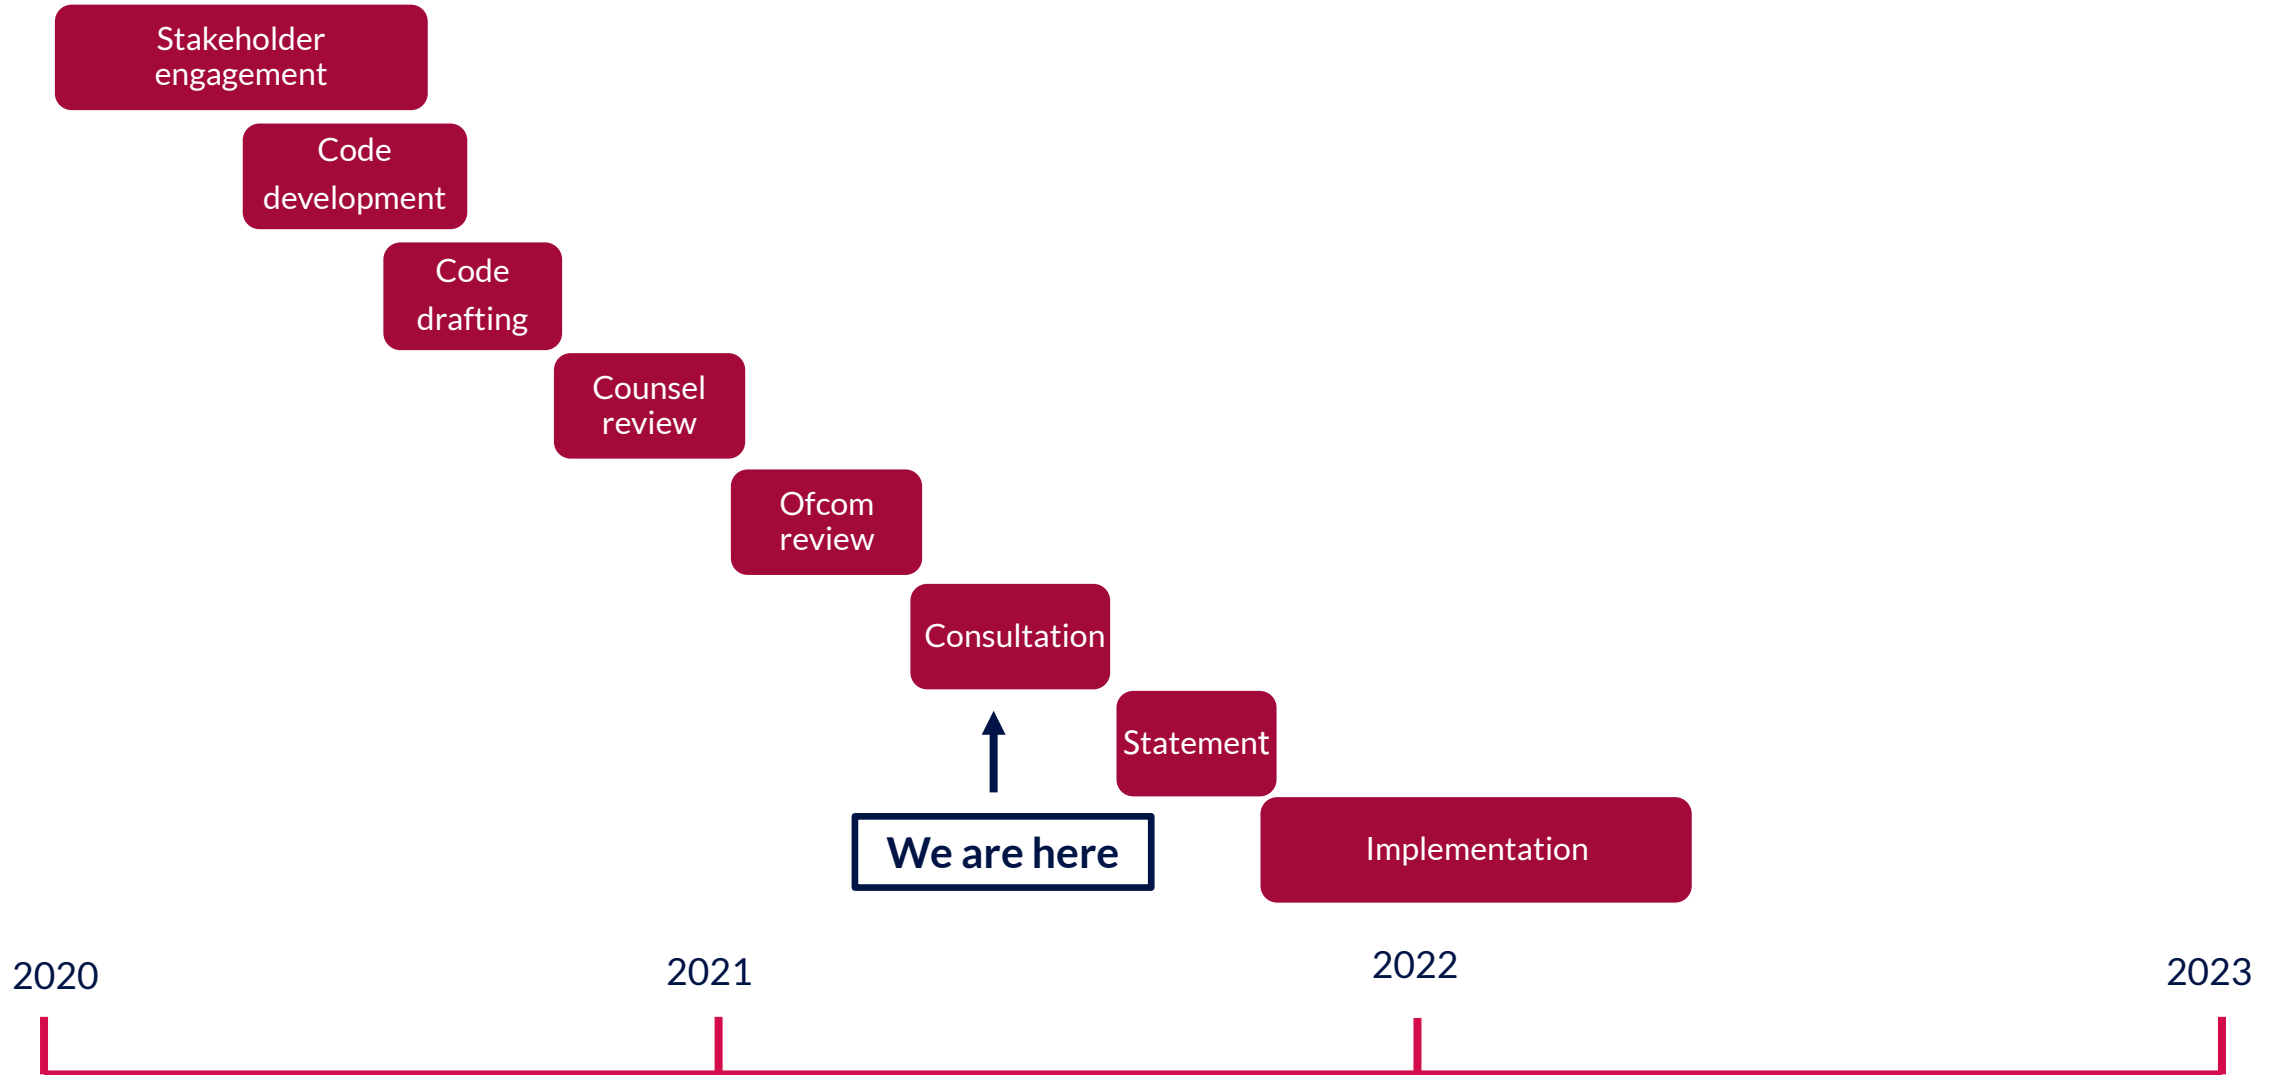 Stakeholder
engagement
Code
development
Code
drafting
Counsel
review
Ofcom
review
Consultation
Statement
Implementation
We are here
2020
2021
2022
2023